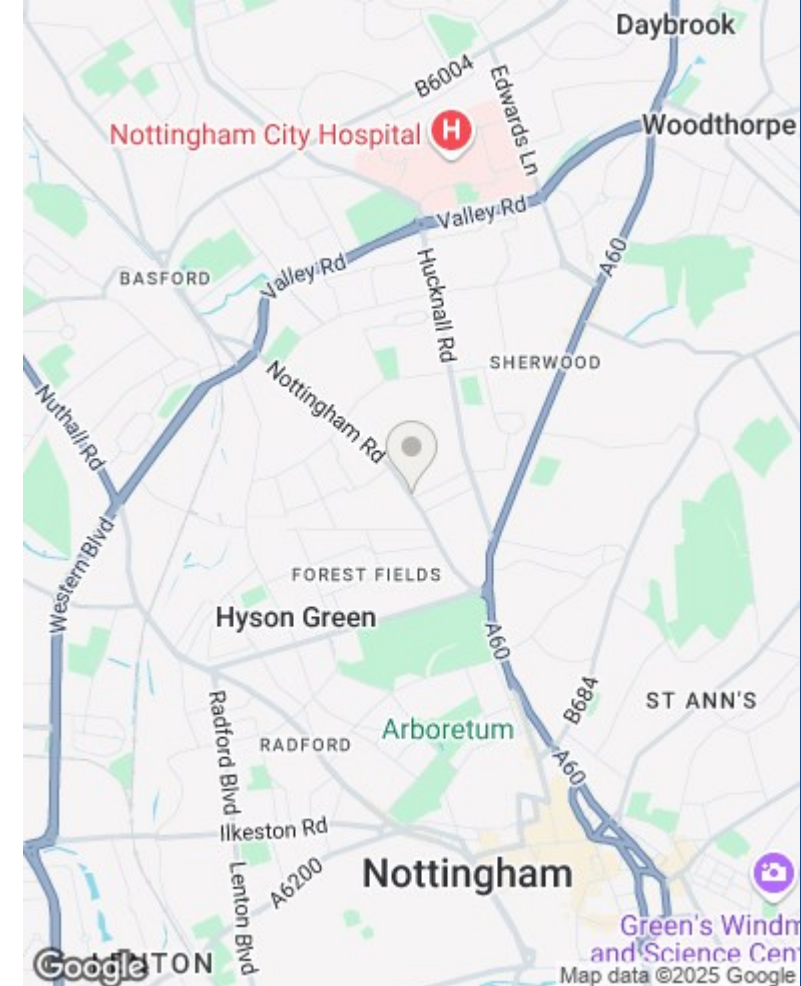 Daybrook
B6004
Edwards Ln
Nottingham City Hospital
H
Woodthorpe
Valley Rd
A60
BASFORD
Valley Rd
Hucknall Rd
SHERWOOD
Nottingham Rd
Nuthall Rd
Western Blvd
FOREST FIELDS
Hyson Green
A60
B684
ST ANN'S
Radford Blvd
Arboretum
RADFORD
A60
Ilkeston Rd
Nottingham
A6200
Lenton Blvd
Green's Windm
and Science Cen
LENTON
Google
Map data ©2025 Google